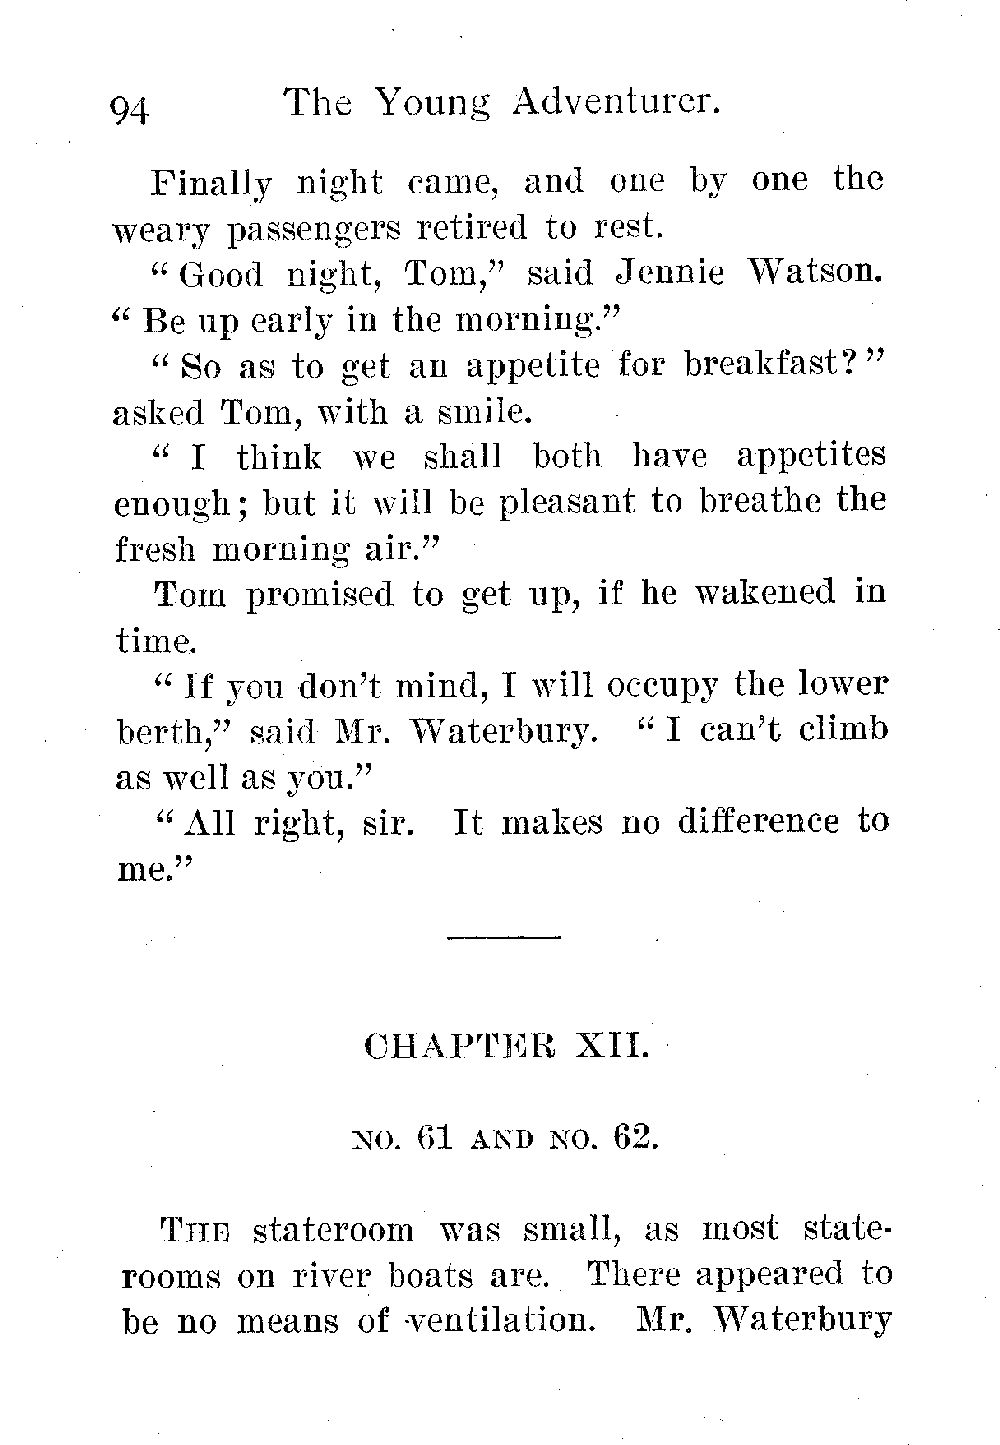 94 The Young Adventurer.
Finally night came, and one by one the
weary passengers retired to rest.
“ Good night, Tom,” said Jennie Watson.
“ Be up early in the morning.”
“ So as to get an appetite for breakfast? ”
asked Tom, with a smile.
“ I think we shall both have appetites
enough; but it will be pleasant to breathe the
fresh morning air.”
Tom promised to get up, if he wakened in
time.
“ If you don’t mind, I will occupy the lower
berth,” said Mr. Waterbury. “ I can’t climb
as well as you.”
“ All right, sir. It makes no difference to
me.”
CHAPTER XII.
NO. 61 AND NO. 62.
THE stateroom was small, as most state-
rooms on river boats are. There appeared to
be no means of ventilation. Mr. Waterbury